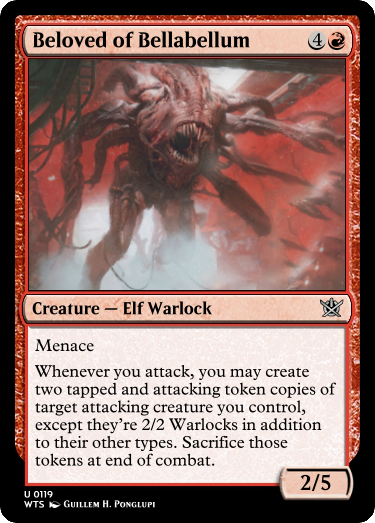 Beloved of Bellabellum
4
Creature — Elf Warlock
Menace
Whenever you attack, you may create
two tapped and attacking token copies of
target attacking creature you control,
except they're 2/2 Warlocks in addition
to their other types. Sacrifice those
tokens at end of combat.
2/5
U 0119
WTS Guillem H. Ponglupi